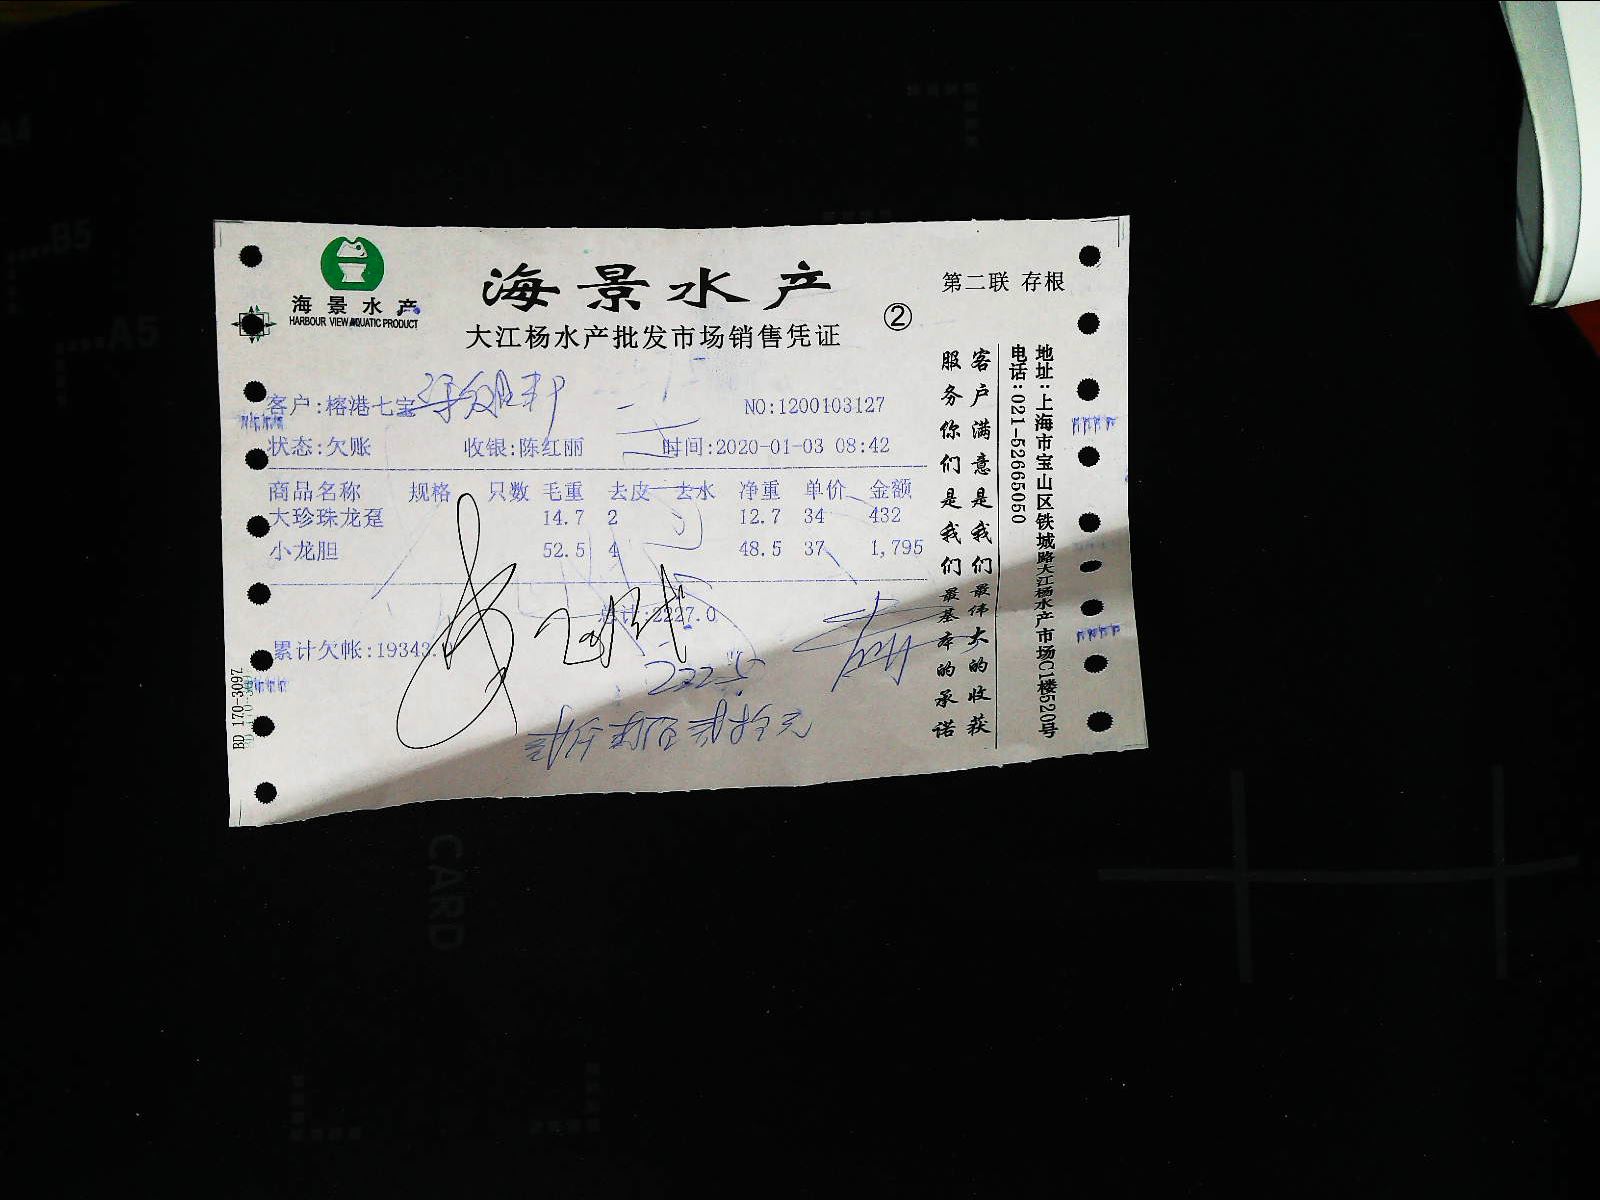 海景水产
HARBOUR VIEW AQUATIC PRODUCT
海景水产
大江杨水产批发市场销售凭证
②
第二联 存根
客户:榕港七宝
NO:1200103127
状态:欠账 收银:陈红丽 时间:2020-01-03 08:42
商品名称 规格 只数 毛重 去皮 去水 净重 单价 金额
大珍珠龙趸 14.7 2 12.7 34 432
小龙胆 52.5 4 48.5 37 1,795
总计:2227.0
累计欠帐:19343.
2225
客户满意是我们最伟大的收获
服务你们是我们最基本的承诺
地址:上海市宝山区铁城路大江杨水产市场C1楼520号
电话:021-52665050
BD 170-3097
A4
B5
A5
CARD